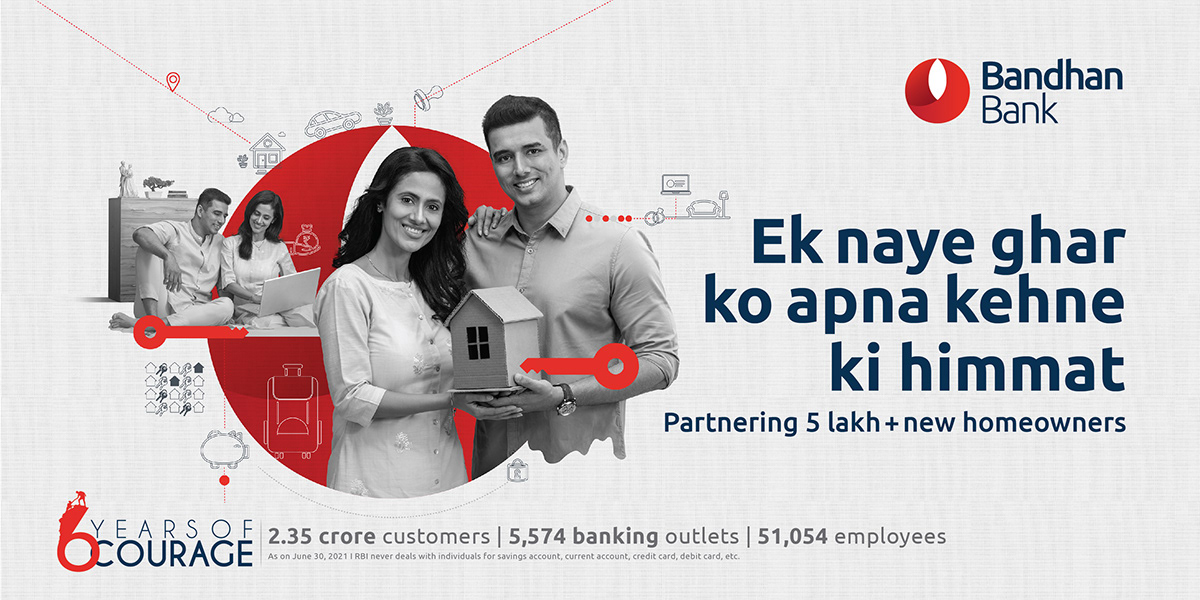 Bandhan
Bank
Ek naye ghar
ko apna kehne
ki himmat
Partnering 5 lakh+new homeowners
6 YEARS OF
COURAGE
2.35 crore customers | 5,574 banking outlets | 51,054 employees
As on June 30, 2021 I RBI never deals with individuals for savings account, current account, credit card, debit card, etc.